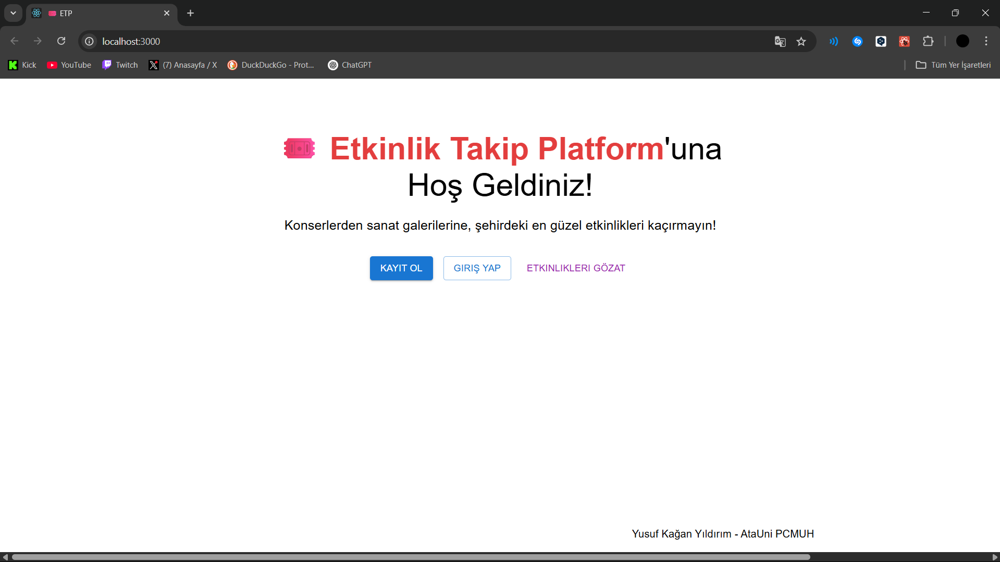 ETP
localhost:3000
Kick
YouTube
Twitch
(7) Anasayfa / X
DuckDuckGo - Prot...
ChatGPT
Tüm Yer İşaretleri
Etkinlik Takip Platform'una
Hoş Geldiniz!
Konserlerden sanat galerilerine, şehirdeki en güzel etkinlikleri kaçırmayın!
KAYIT OL
GIRIŞ YAP
ETKINLIKLERI GÖZAT
Yusuf Kağan Yıldırım - AtaUni PCMUH